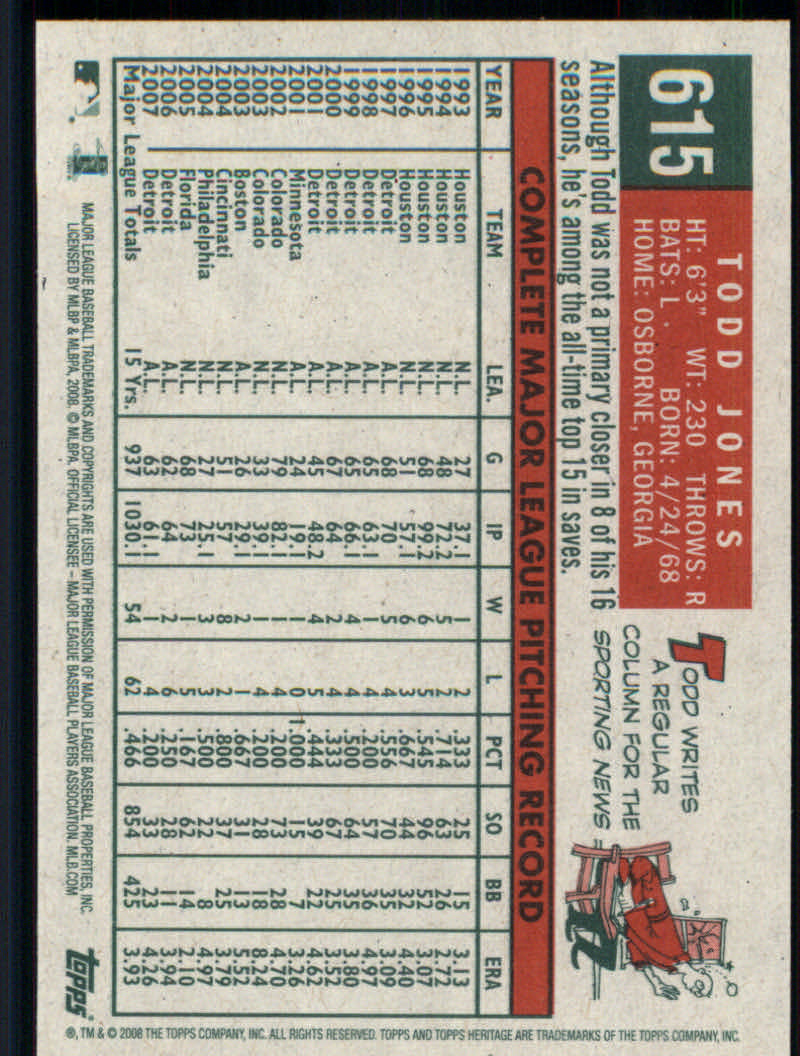 615
TODD JONES
HT: 6'3" WT: 230 THROWS: R
BATS: L BORN: 4/24/68
HOME: OSBORNE, GEORGIA
TODD WRITES
A REGULAR
COLUMN FOR THE
SPORTING NEWS
Although Todd was not a primary closer in 8 of his 16
seasons, he's among the all-time top 15 in saves.
COMPLETE MAJOR LEAGUE PITCHING RECORD
YEAR TEAM LEA. G IP W L PCT SO BB ERA
1993 Houston N.L. 27 37.1 1 2 .333 25 15 3.13
1994 Houston N.L. 48 72.2 5 2 .714 63 26 2.72
1995 Houston N.L. 68 99.2 6 5 .545 96 52 3.07
1996 Houston N.L. 51 57.1 6 3 .667 44 32 4.40
1997 Detroit A.L. 68 70 5 4 .556 70 35 3.09
1998 Detroit A.L. 65 63.1 1 4 .200 57 36 4.97
1999 Detroit A.L. 65 66.1 4 4 .500 64 35 3.80
2000 Detroit A.L. 67 64 2 4 .333 67 25 3.52
2001 Detroit A.L. 45 48.2 4 5 .444 39 22 4.62
2001 Minnesota A.L. 24 19.1 1 0 1.000 15 7 3.26
2002 Colorado N.L. 79 82.1 1 4 .200 73 28 4.70
2003 Colorado N.L. 33 39.1 1 4 .200 28 18 8.24
2003 Boston A.L. 26 29.1 2 1 .667 31 13 5.52
2004 Cincinnati N.L. 51 57 8 2 .800 37 25 3.79
2004 Philadelphia N.L. 27 25.1 3 3 .500 22 8 4.97
2005 Florida N.L. 68 73 1 5 .167 62 14 2.10
2006 Detroit A.L. 62 64 2 6 .250 28 11 3.94
2007 Detroit A.L. 63 61.1 1 4 .200 33 23 4.26
Major League Totals 15 Yrs. 937 1030.1 54 62 .466 854 425 3.93
MAJOR LEAGUE BASEBALL TRADEMARKS AND COPYRIGHTS ARE USED WITH PERMISSION OF MAJOR LEAGUE BASEBALL PROPERTIES, INC.
LICENSED BY MLBP & MLBPA, 2008. © MLBPA. OFFICIAL LICENSEE – MAJOR LEAGUE BASEBALL PLAYERS ASSOCIATION. MLB.COM
topps®
®, TM & © 2008 THE TOPPS COMPANY, INC. ALL RIGHTS RESERVED. TOPPS AND TOPPS HERITAGE ARE TRADEMARKS OF THE TOPPS COMPANY, INC.